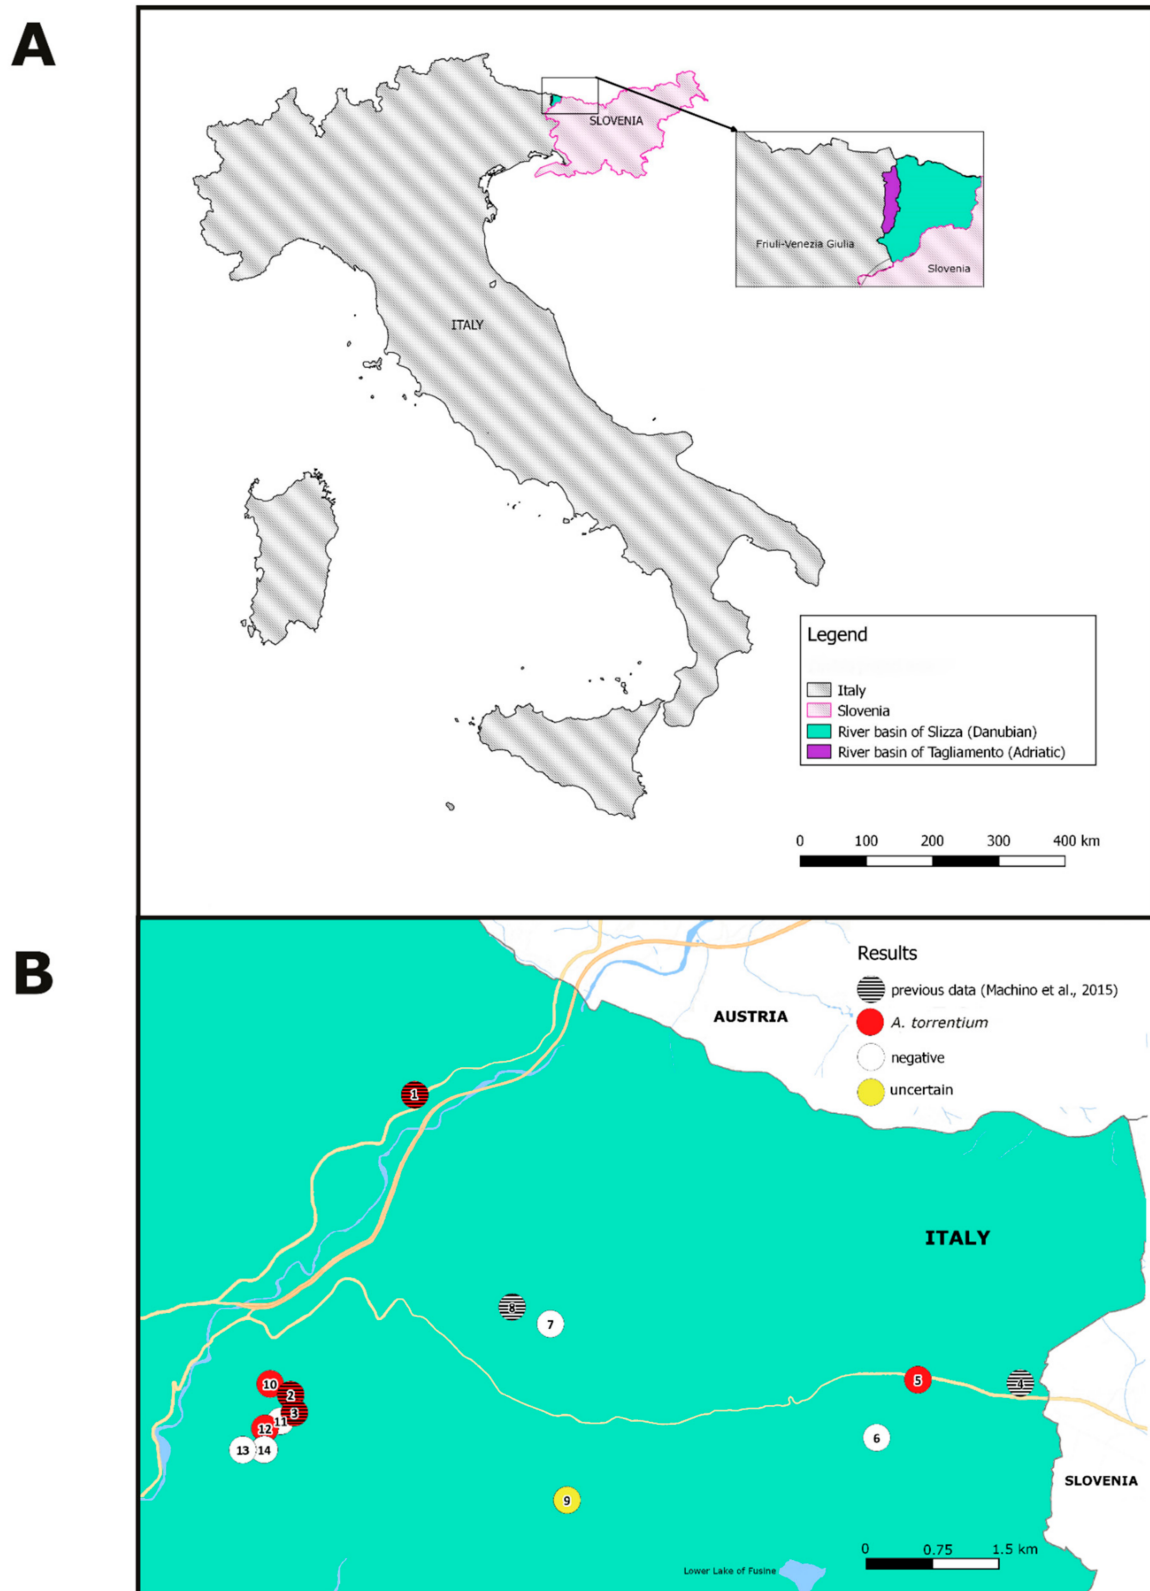 A
SLOVENIA
Friuli-Venezia Giulia
Slovenia
ITALY
Legend
Italy
Slovenia
River basin of Slizza (Danubian)
River basin of Tagliamento (Adriatic)
0 100 200 300 400 km
B
Results
previous data (Machino et al., 2015)
A. torrentium
negative
uncertain
AUSTRIA
1
ITALY
8
7
10
2
3
11
12
13
14
5
4
6
9
SLOVENIA
0 0.75 1.5 km
Lower Lake of Fusine